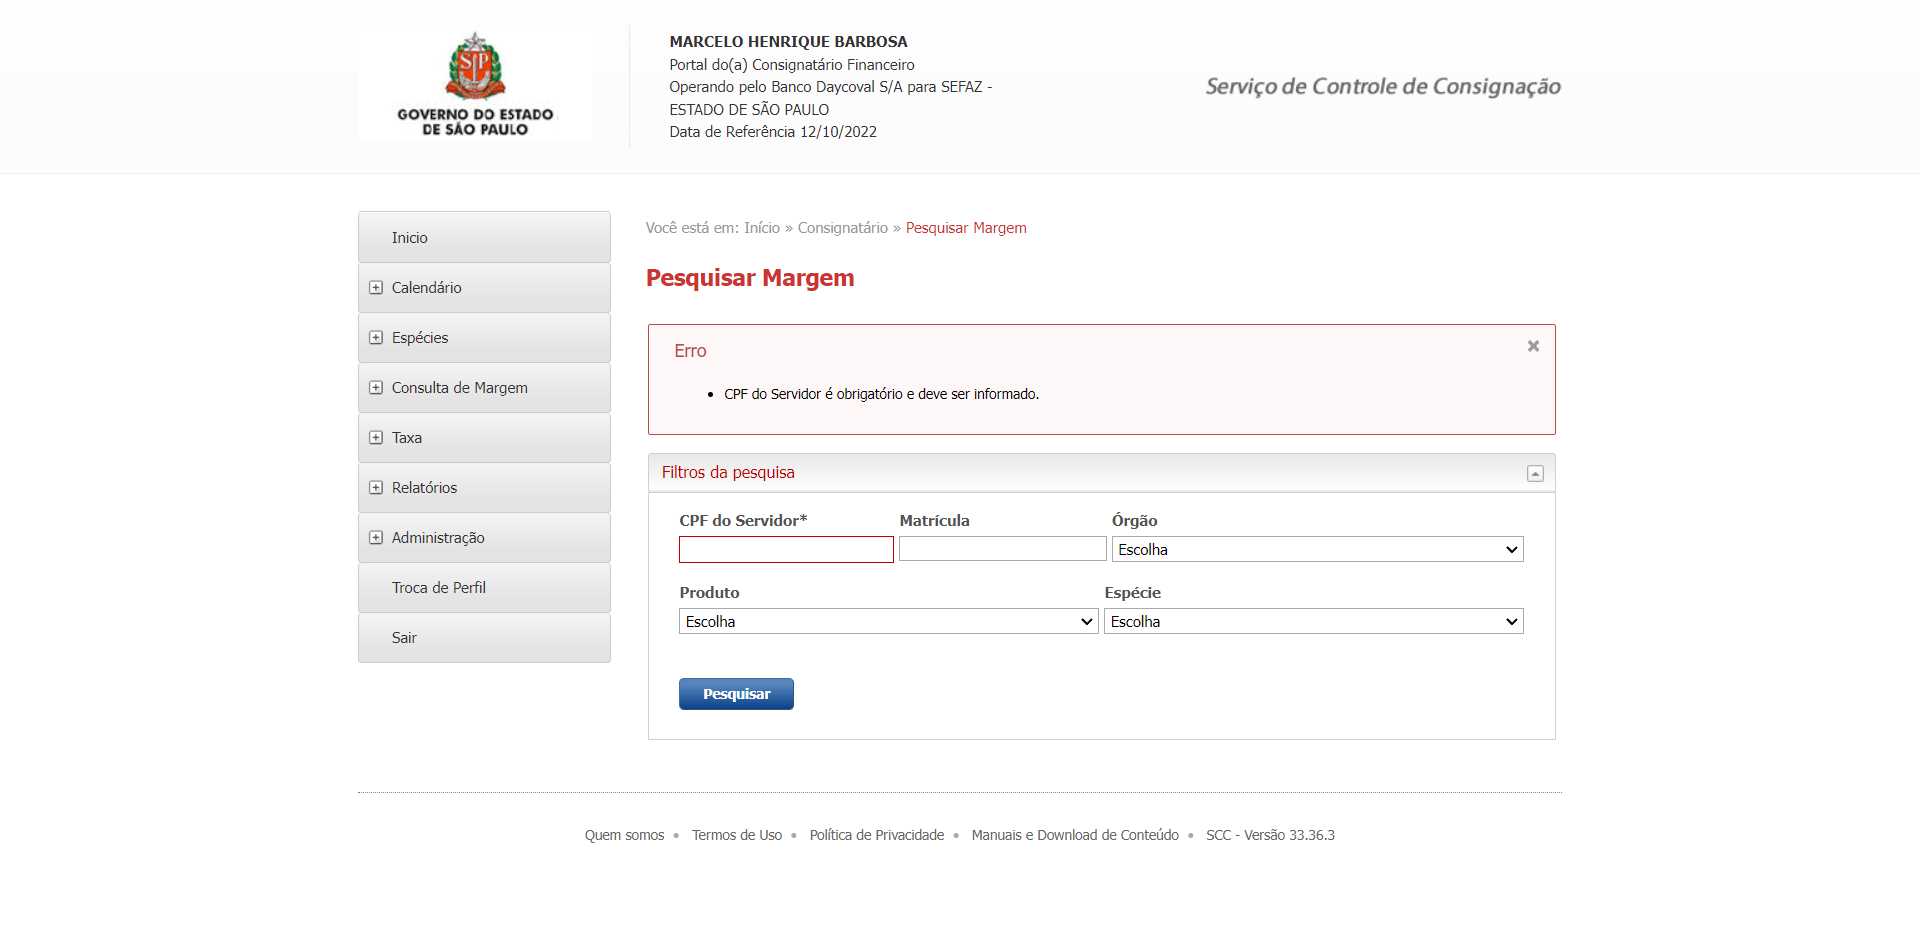 SP
GOVERNO DO ESTADO
DE SÃO PAULO
MARCELO HENRIQUE BARBOSA
Portal do(a) Consignatário Financeiro
Operando pelo Banco Daycoval S/A para SEFAZ -
ESTADO DE SÃO PAULO
Data de Referência 12/10/2022
Serviço de Controle de Consignação
Inicio
Calendário
Espécies
Consulta de Margem
Taxa
Relatórios
Administração
Troca de Perfil
Sair
Você está em: Início » Consignatário » Pesquisar Margem
Pesquisar Margem
Erro
• CPF do Servidor é obrigatório e deve ser informado.
Filtros da pesquisa
CPF do Servidor* Matrícula Órgão
Escolha
Produto Espécie
Escolha Escolha
Pesquisar
Quem somos • Termos de Uso • Política de Privacidade • Manuais e Download de Conteúdo • SCC - Versão 33.36.3